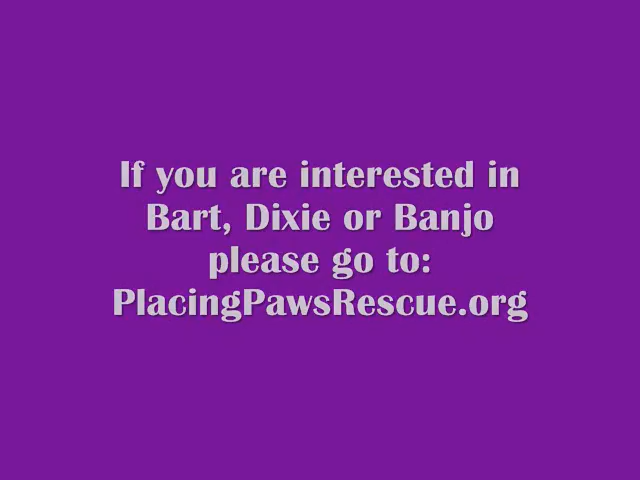 If you are interested in
Bart, Dixie or Banjo
please go to:
PlacingPawsRescue.org